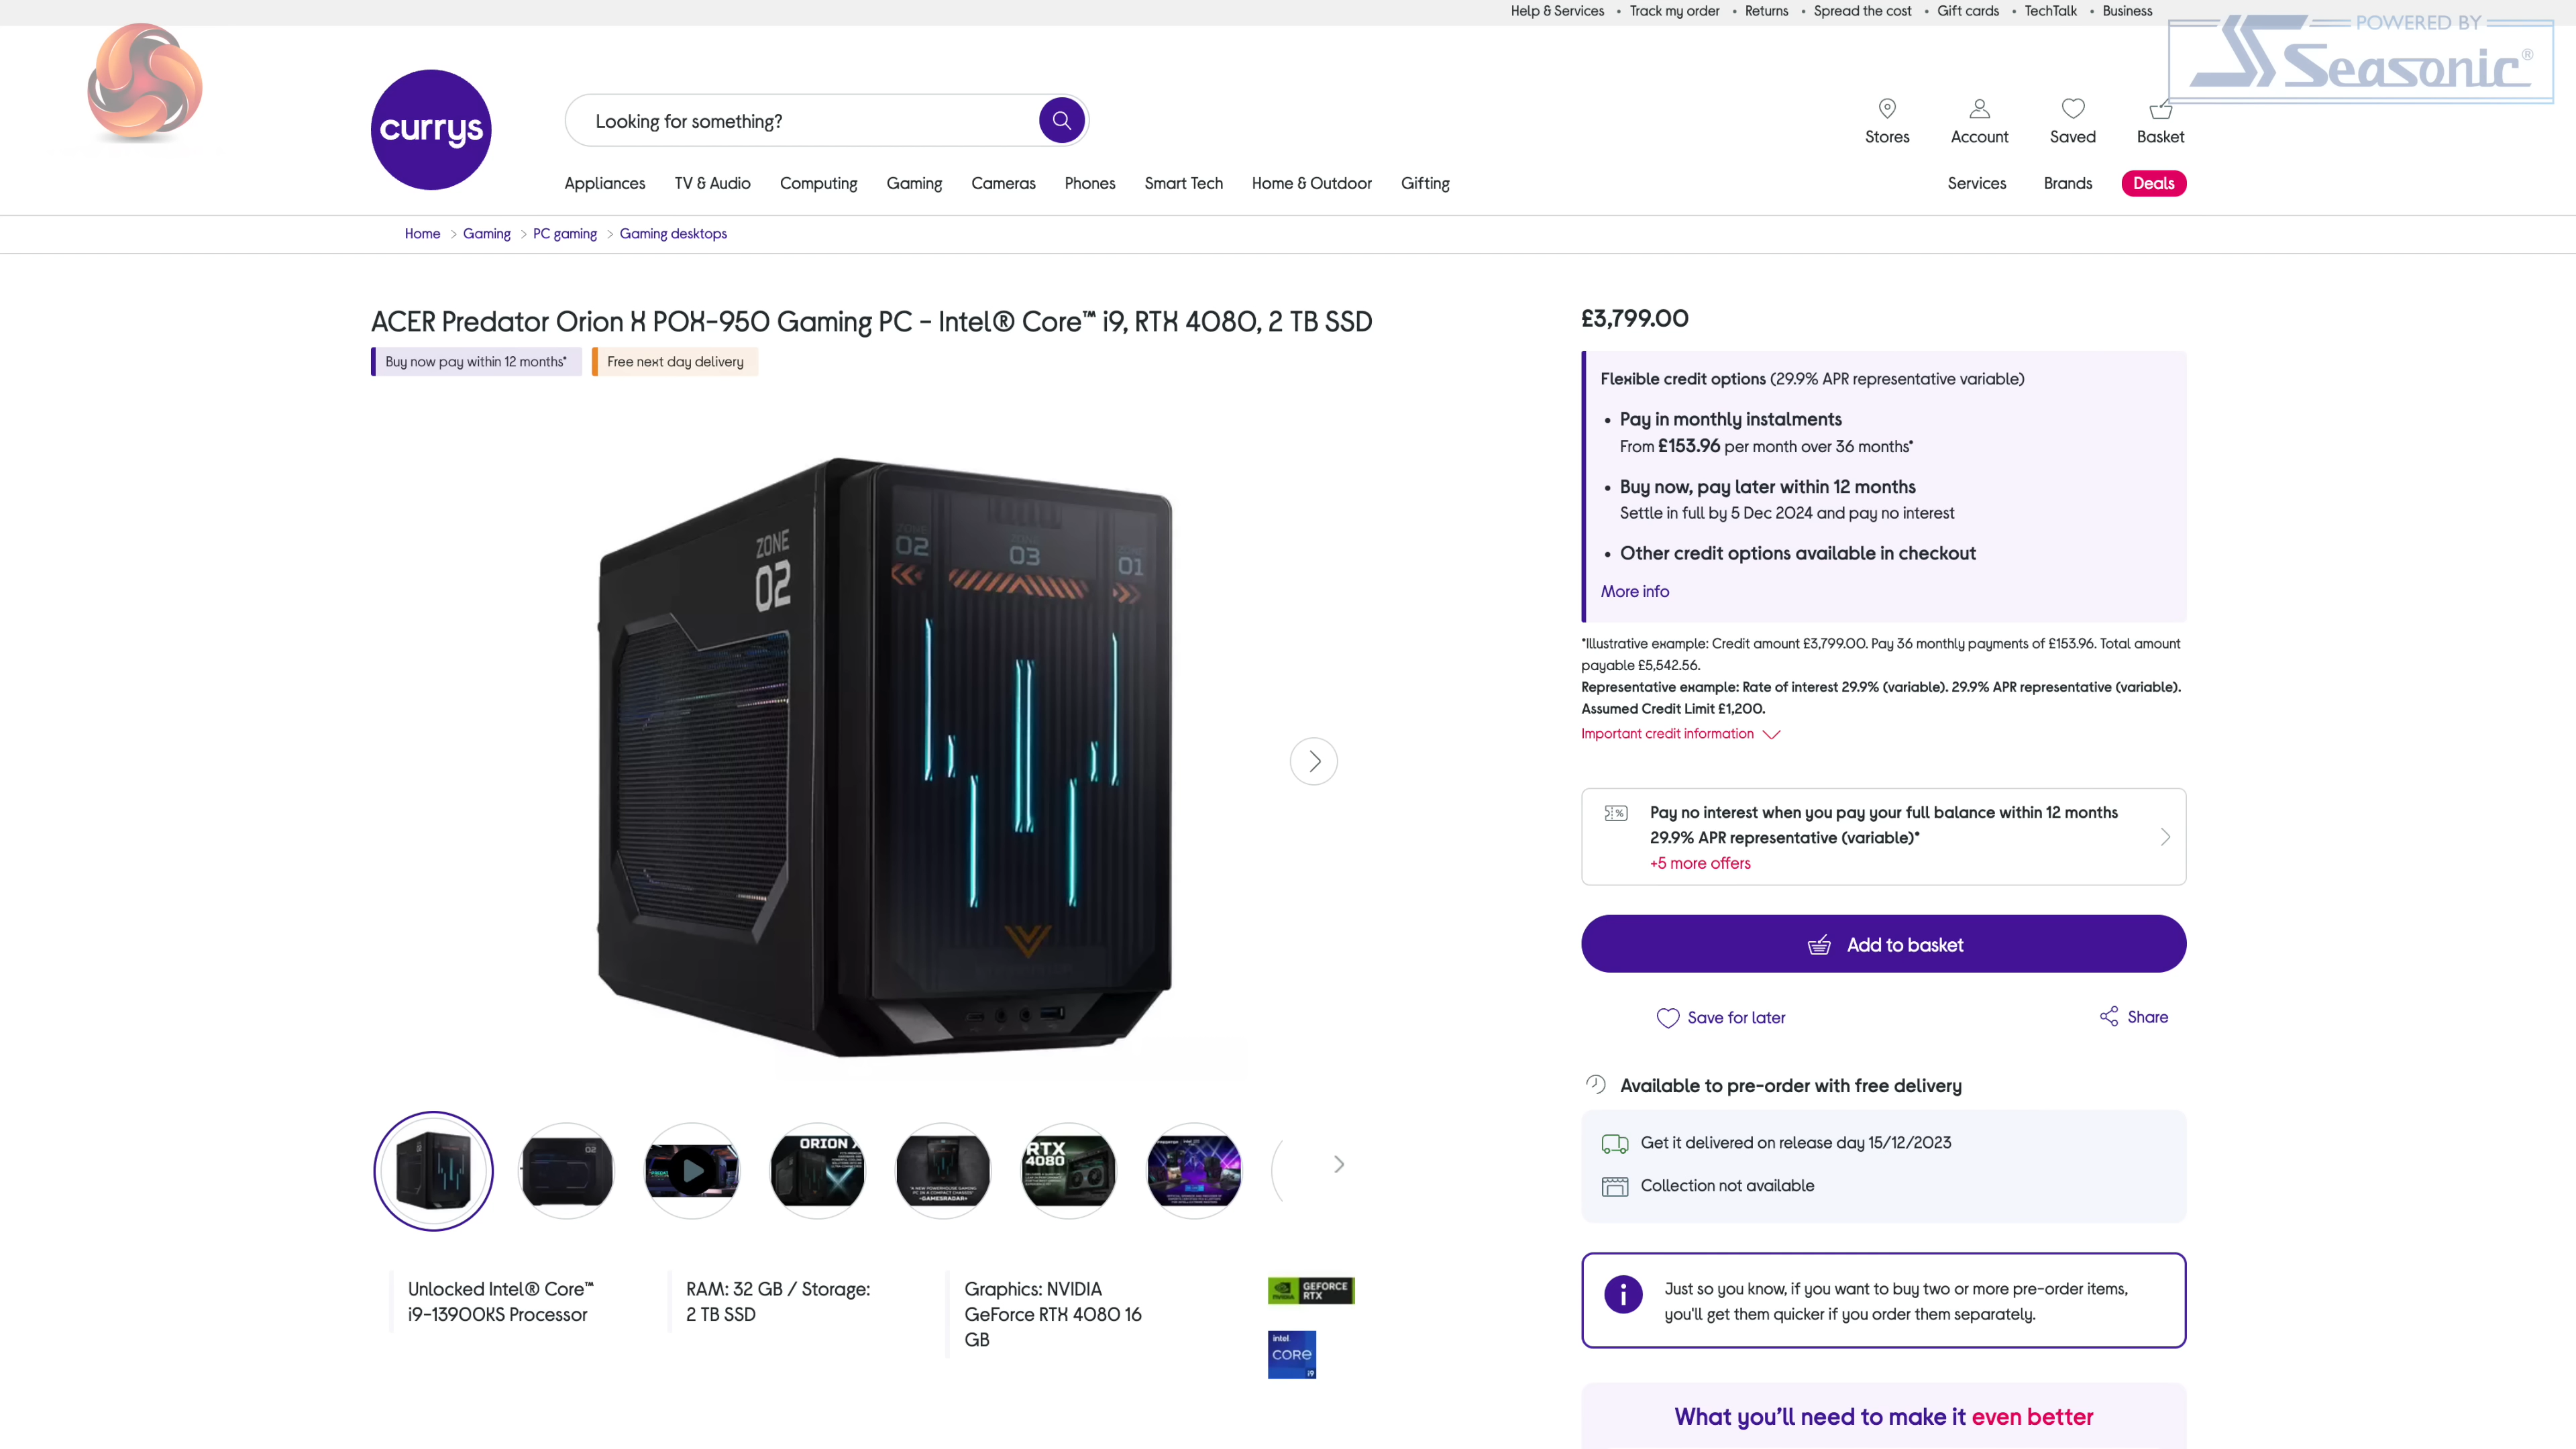 Help & Services • Track my order • Returns • Spread the cost • Gift cards • TechTalk • Business
POWERED BY
Seasonic®
currys
Looking for something?
Stores
Account
Saved
Basket
Appliances
TV & Audio
Computing
Gaming
Cameras
Phones
Smart Tech
Home & Outdoor
Gifting
Services
Brands
Deals
Home > Gaming > PC gaming > Gaming desktops
ACER Predator Orion X POX-950 Gaming PC - Intel® Core™ i9, RTX 4080, 2 TB SSD
Buy now pay within 12 months*
Free next day delivery
ZONE
02
ZONE
02
ZONE
03
ZONE
01
ORION X
RTX
4080
02
Unlocked Intel® Core™
i9-13900KS Processor
RAM: 32 GB / Storage:
2 TB SSD
Graphics: NVIDIA
GeForce RTX 4080 16
GB
NVIDIA
GEFORCE
RTX
intel
CORE
i9
£3,799.00
Flexible credit options (29.9% APR representative variable)
• Pay in monthly instalments
From £153.96 per month over 36 months*
• Buy now, pay later within 12 months
Settle in full by 5 Dec 2024 and pay no interest
• Other credit options available in checkout
More info
*Illustrative example: Credit amount £3,799.00. Pay 36 monthly payments of £153.96. Total amount
payable £5,542.56.
Representative example: Rate of interest 29.9% (variable). 29.9% APR representative (variable).
Assumed Credit Limit £1,200.
Important credit information
Pay no interest when you pay your full balance within 12 months
29.9% APR representative (variable)*
+5 more offers
Add to basket
Save for later
Share
Available to pre-order with free delivery
Get it delivered on release day 15/12/2023
Collection not available
Just so you know, if you want to buy two or more pre-order items,
you'll get them quicker if you order them separately.
What you'll need to make it even better